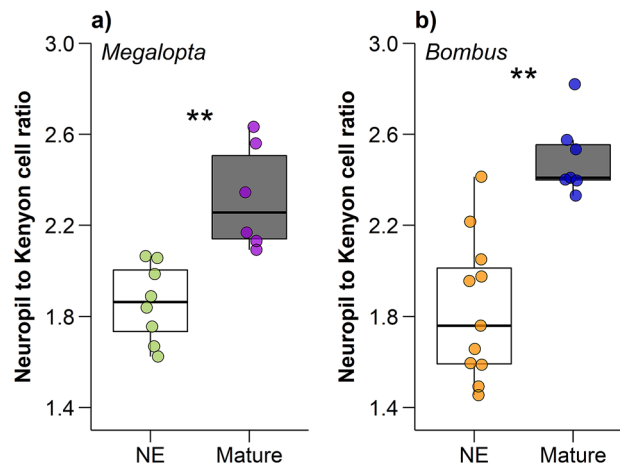 a)
Megalopta
**
Neuropil to Kenyon cell ratio
3.0
2.6
2.2
1.8
1.4
NE Mature
b)
Bombus
**
Neuropil to Kenyon cell ratio
3.0
2.6
2.2
1.8
1.4
NE Mature